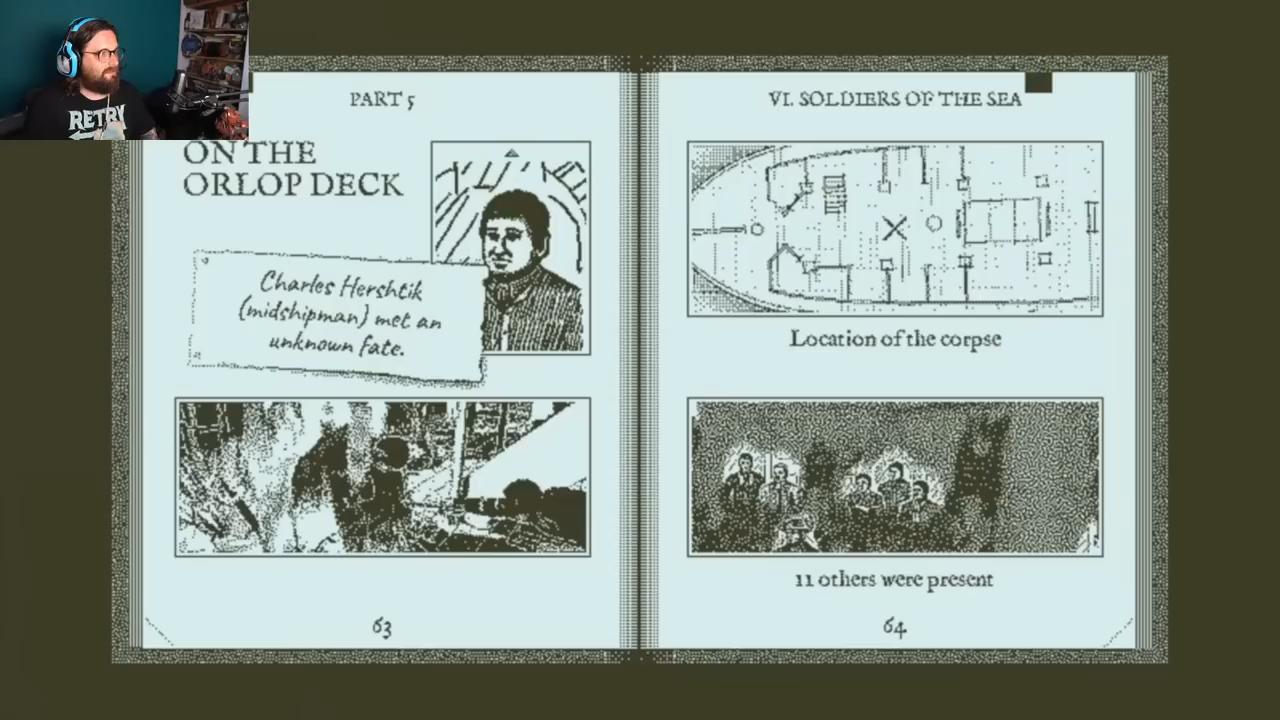 RETRY
PART 5
ON THE
ORLOP DECK
Charles Hershtik
(midshipman) met an
unknown fate.
63
VI. SOLDIERS OF THE SEA
Location of the corpse
11 others were present
64